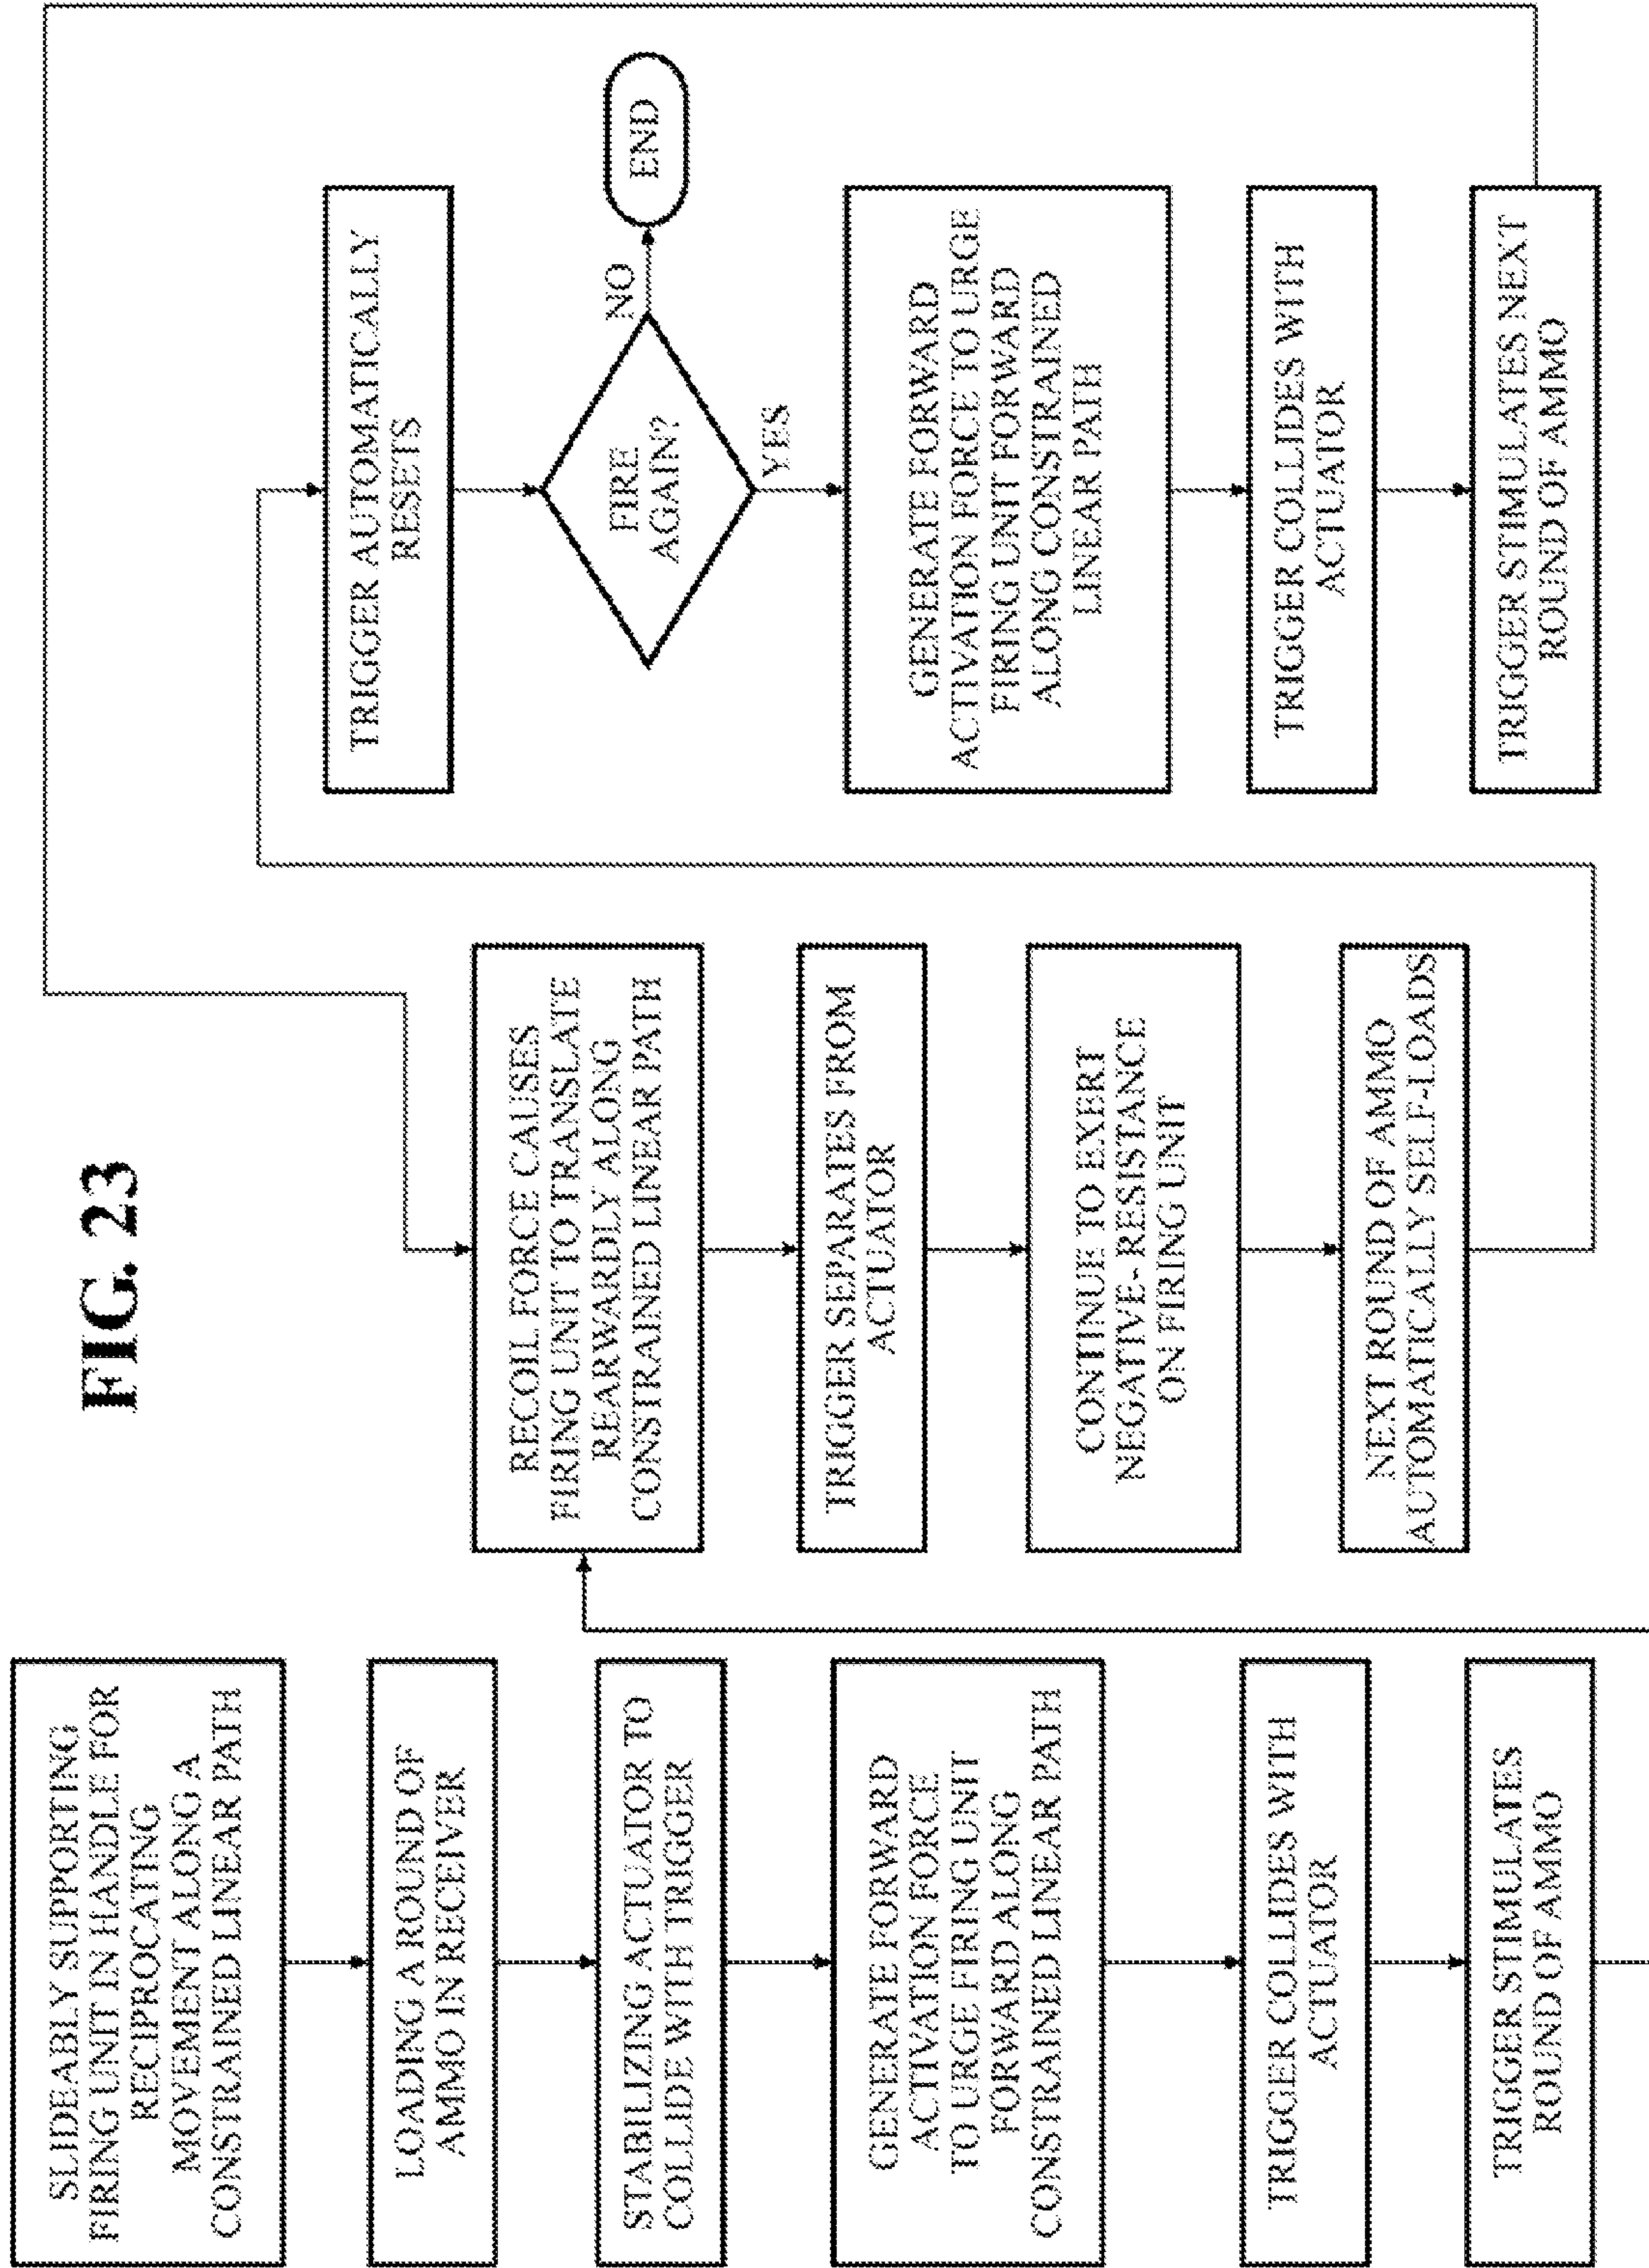 FIG. 23
SLIDEABLY SUPPORTING
FIRING UNIT IN HANDLE FOR
RECIPROCATING
MOVEMENT ALONG A
CONSTRAINED LINEAR PATH
LOADING A ROUND OF
AMMO IN RECEIVER
STABILIZING ACTUATOR TO
COLLIDE WITH TRIGGER
GENERATE FORWARD
ACTIVATION FORCE
TO URGE FIRING UNIT
FORWARD ALONG
CONSTRAINED LINEAR PATH
TRIGGER COLLIDES WITH
ACTUATOR
TRIGGER STIMULATES
ROUND OF AMMO
RECOIL FORCE CAUSES
FIRING UNIT TO TRANSLATE
REARWARDLY ALONG
CONSTRAINED LINEAR PATH
TRIGGER SEPARATES FROM
ACTUATOR
CONTINUE TO EXERT
NEGATIVE- RESISTANCE
ON FIRING UNIT
NEXT ROUND OF AMMO
AUTOMATICALLY SELF-LOADS
TRIGGER AUTOMATICALLY
RESETS
FIRE
AGAIN?
NO
END
YES
GENERATE FORWARD
ACTIVATION FORCE TO URGE
FIRING UNIT FORWARD
ALONG CONSTRAINED
LINEAR PATH
TRIGGER COLLIDES WITH
ACTUATOR
TRIGGER STIMULATES NEXT
ROUND OF AMMO